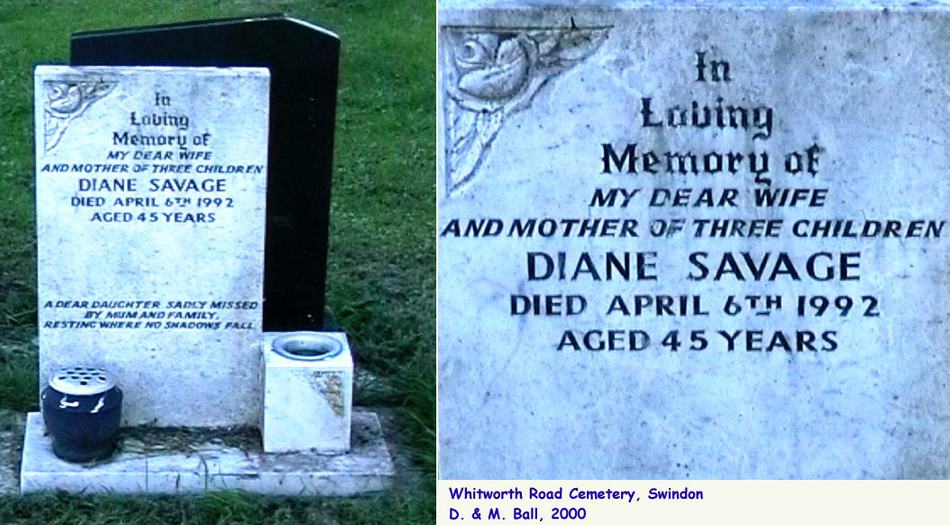 In
Loving
Memory of
MY DEAR WIFE
AND MOTHER OF THREE CHILDREN
DIANE SAVAGE
DIED APRIL 6TH 1992
AGED 45 YEARS
A DEAR DAUGHTER SADLY MISSED
BY MUM AND FAMILY,
RESTING WHERE NO SHADOWS FALL
In
Loving
Memory of
MY DEAR WIFE
AND MOTHER OF THREE CHILDREN
DIANE SAVAGE
DIED APRIL 6TH 1992
AGED 45 YEARS
Whitworth Road Cemetery, Swindon
D. & M. Ball, 2000